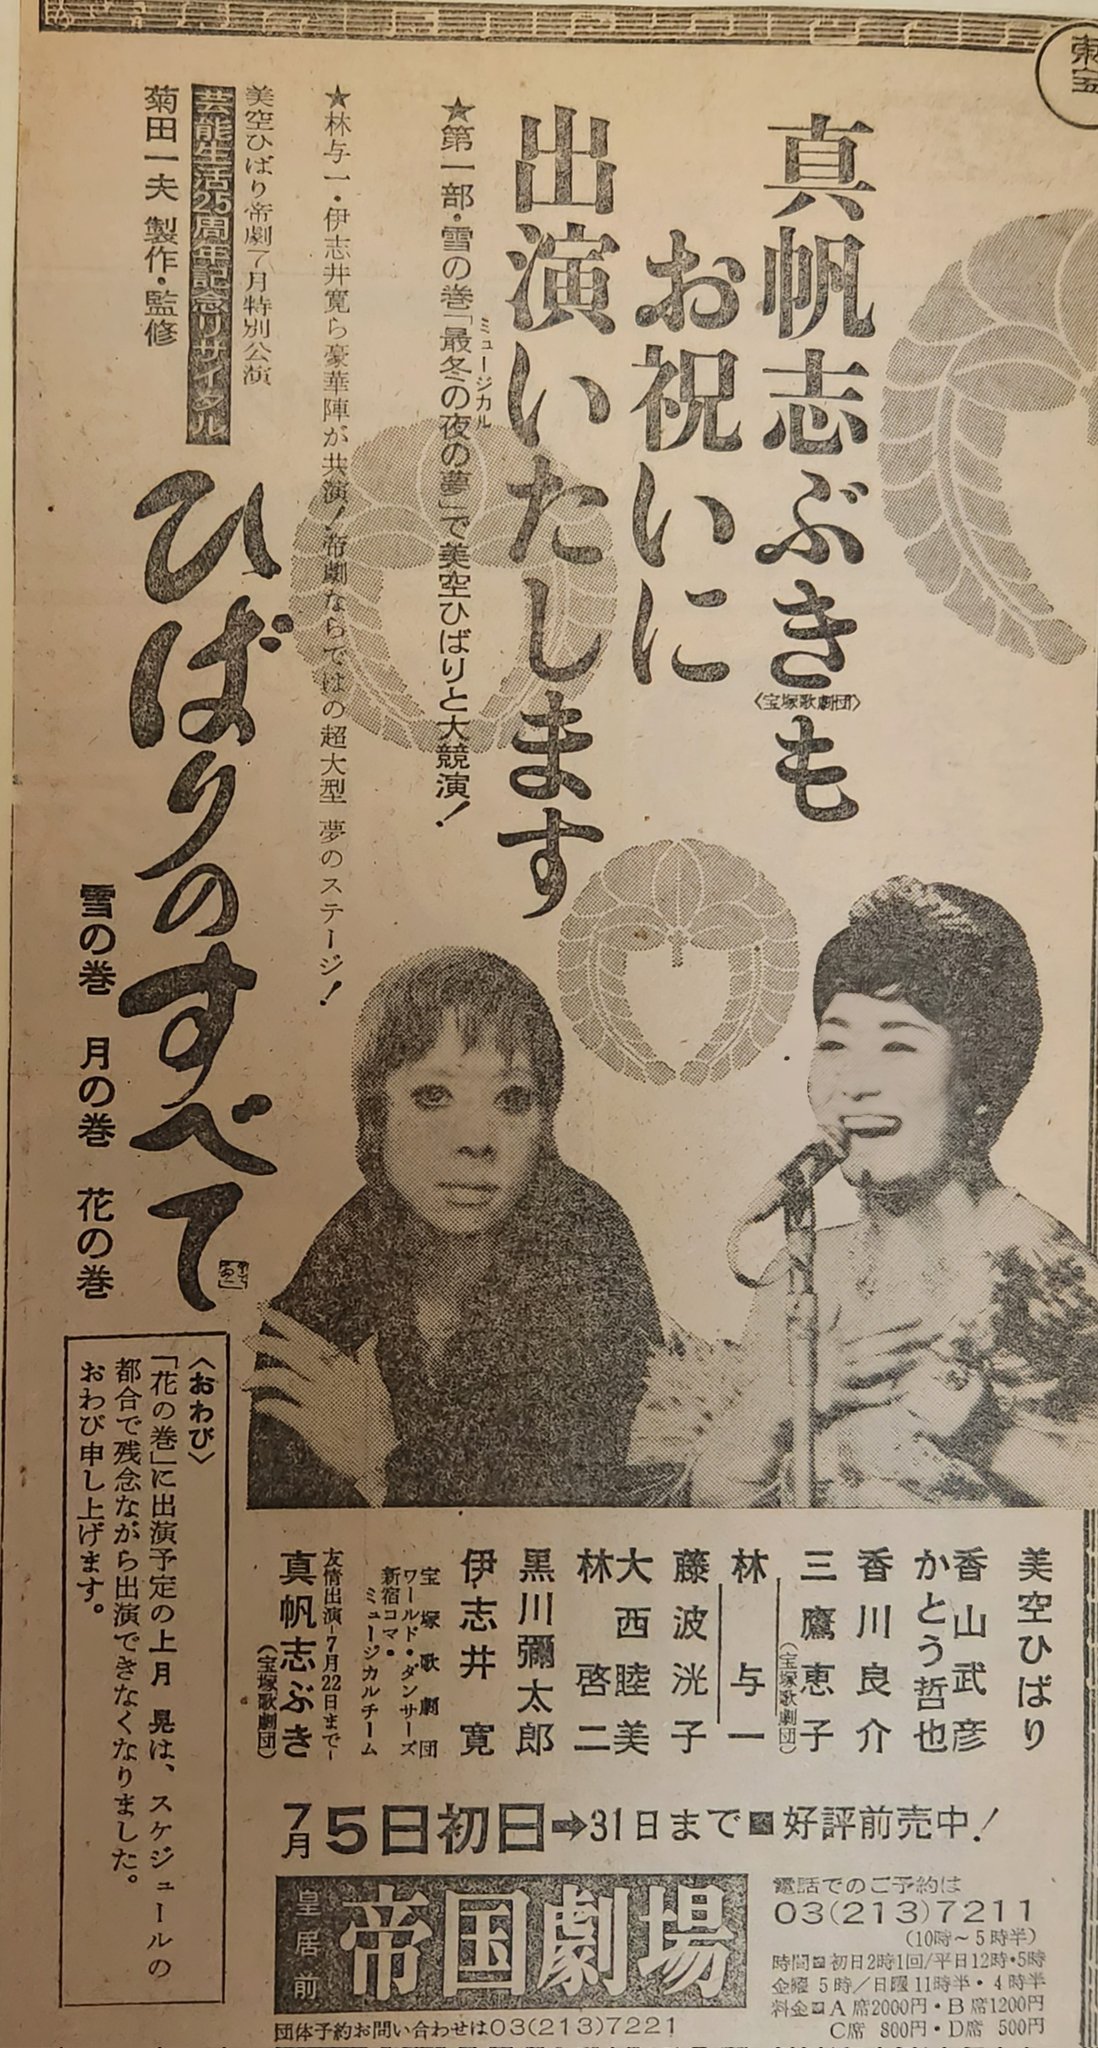 東宝
真帆志ぶきも
〈宝塚歌劇団〉
お祝いに
出演いたします
★第一部・雪の巻「最冬の夜の夢」で美空ひばりと大競演!
ミュージカル
★林与一・伊志井寛ら豪華陣が共演!帝劇ならではの超大型 夢のステージ!
美空ひばり帝劇7月特別公演
芸能生活25周年記念リサイタル
菊田一夫 製作・監修
ひばりのすべて
雪の巻 月の巻 花の巻
〈おわび〉
「花の巻」に出演予定の上月 晃は、スケジュールの
都合で残念ながら出演できなくなりました。
おわび申し上げます。
美空ひばり
香山武彦
かとう哲也
香川良介
三鷹恵子
(宝塚歌劇団)
林 与一
藤波洸子
大西睦美
林 啓二
黒川彌太郎
伊志井 寛
宝塚歌劇団
ワールド・ダンサーズ
新宿コマ・
ミュージカルチーム
友情出演−7月22日まで−
真帆志ぶき
(宝塚歌劇団)
7月5日初日→31日まで 好評前売中!
皇居前
帝国劇場
電話でのご予約は
03(213)7211
(10時〜5時半)
時間 初日2時1回/平日12時・5時
金曜 5時/日曜11時半・4時半
料金 A席2000円・B席1200円
C席 800円・D席 500円
団体予約お問い合わせは03(213)7221